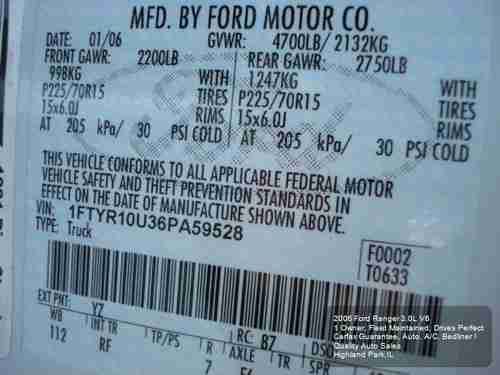 MFD. BY FORD MOTOR CO.
DATE: 01/06 GVWR: 4700LB/ 2132KG
FRONT GAWR: 2200LB REAR GAWR: 2750LB
998KG WITH 1247KG WITH
P225/70R15 TIRES P225/70R15 TIRES
15x6.0J RIMS 15x6.0J RIMS
AT 205 kPa/ 30 PSI COLD AT 205 kPa/ 30 PSI COLD
THIS VEHICLE CONFORMS TO ALL APPLICABLE FEDERAL MOTOR
VEHICLE SAFETY AND THEFT PREVENTION STANDARDS IN
EFFECT ON THE DATE OF MANUFACTURE SHOWN ABOVE.
VIN: 1FTYR10U36PA59528
TYPE: Truck
F0002
T0633
EXT PNT: YZ RC: B7 DSO:
WB INT TR TP/PS R AXLE TR SPR
112 RF 7
2006 Ford Ranger 3.0L V6
1 Owner, Fleet Maintained, Drives Perfect
Carfax Guarantee, Auto, A/C, Bedliner !
Quality Auto Sales
Highland Park,IL